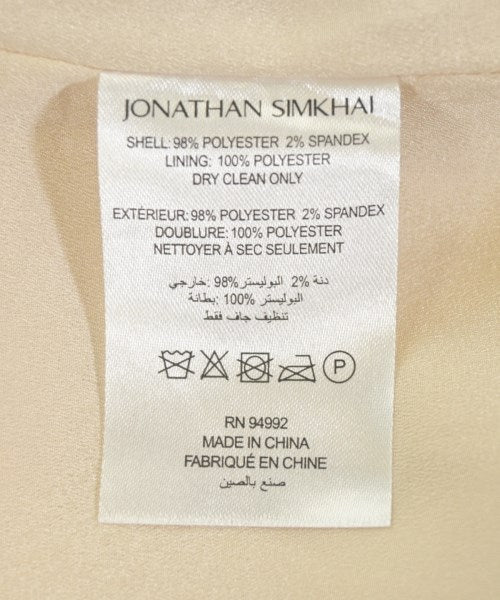 JONATHAN SIMKHAI
SHELL: 98% POLYESTER 2% SPANDEX
LINING: 100% POLYESTER
DRY CLEAN ONLY
EXTÉRIEUR: 98% POLYESTER 2% SPANDEX
DOUBLURE: 100% POLYESTER
NETTOYER À SEC SEULEMENT
دنة %2 البوليستر %98 :خارجي
البوليستر %100 :بطانة
تنظيف جاف فقط
P
RN 94992
MADE IN CHINA
FABRIQUÉ EN CHINE
صنع بالصين